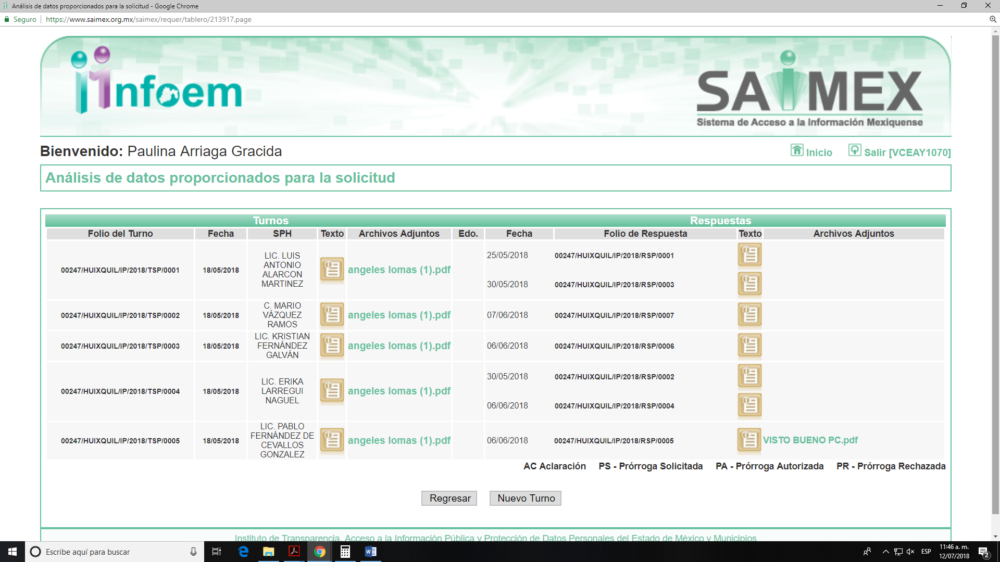 Análisis de datos proporcionados para la solicitud - Google Chrome
Seguro | https://www.saimex.org.mx/saimex/requer/tablero/213917.page
infoem
SAIMEX
Sistema de Acceso a la Información Mexiquense
Bienvenido: Paulina Arriaga Gracida
Inicio Salir [VCEAY1070]
Análisis de datos proporcionados para la solicitud
Turnos Respuestas
Folio del Turno Fecha SPH Texto Archivos Adjuntos Edo. Fecha Folio de Respuesta Texto Archivos Adjuntos
00247/HUIXQUIL/IP/2018/TSP/0001 18/05/2018 LIC. LUIS
ANTONIO
ALARCON
MARTINEZ
angeles lomas (1).pdf
25/05/2018 00247/HUIXQUIL/IP/2018/RSP/0001
30/05/2018 00247/HUIXQUIL/IP/2018/RSP/0003
00247/HUIXQUIL/IP/2018/TSP/0002 18/05/2018 C. MARIO
VÁZQUEZ
RAMOS
angeles lomas (1).pdf 07/06/2018 00247/HUIXQUIL/IP/2018/RSP/0007
00247/HUIXQUIL/IP/2018/TSP/0003 18/05/2018 LIC. KRISTIAN
FERNÁNDEZ
GALVÁN
angeles lomas (1).pdf 06/06/2018 00247/HUIXQUIL/IP/2018/RSP/0006
00247/HUIXQUIL/IP/2018/TSP/0004 18/05/2018 LIC. ERIKA
LARREGUI
NAGUEL
angeles lomas (1).pdf
30/05/2018 00247/HUIXQUIL/IP/2018/RSP/0002
06/06/2018 00247/HUIXQUIL/IP/2018/RSP/0004
00247/HUIXQUIL/IP/2018/TSP/0005 18/05/2018 LIC. PABLO
FERNÁNDEZ DE
CEVALLOS
GONZALEZ
angeles lomas (1).pdf 06/06/2018 00247/HUIXQUIL/IP/2018/RSP/0005 VISTO BUENO PC.pdf
AC Aclaración PS - Prórroga Solicitada PA - Prórroga Autorizada PR - Prórroga Rechazada
Regresar Nuevo Turno
Instituto de Transparencia, Acceso a la Información Pública y Protección de Datos Personales del Estado de México y Municipios
Escribe aquí para buscar
ESP
11:46 a. m.
12/07/2018
2